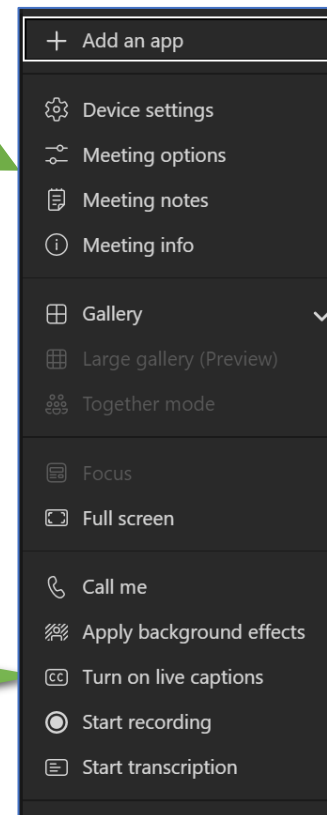 Add an app
Device settings
Meeting options
Meeting notes
Meeting info
Gallery
Large gallery (Preview)
Together mode
Focus
Full screen
Call me
Apply background effects
CC Turn on live captions
Start recording
Start transcription